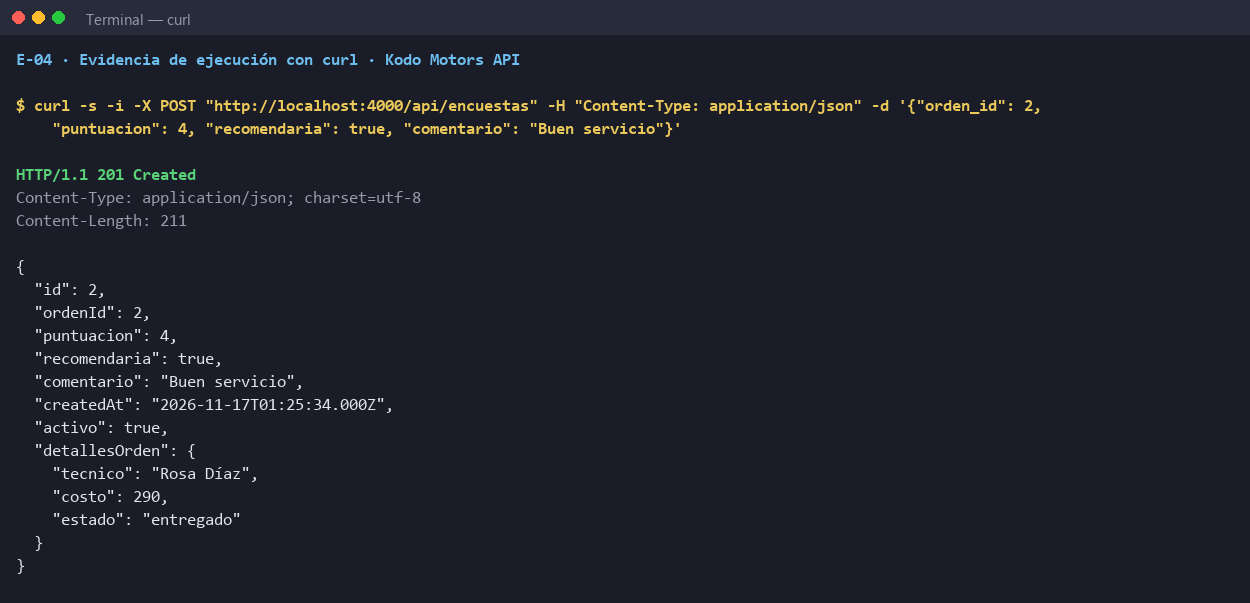 Terminal — curl
E-04 · Evidencia de ejecución con curl · Kodo Motors API
$ curl -s -i -X POST "http://localhost:4000/api/encuestas" -H "Content-Type: application/json" -d '{"orden_id": 2,
"puntuacion": 4, "recomendaria": true, "comentario": "Buen servicio"}'
HTTP/1.1 201 Created
Content-Type: application/json; charset=utf-8
Content-Length: 211
{
  "id": 2,
  "ordenId": 2,
  "puntuacion": 4,
  "recomendaria": true,
  "comentario": "Buen servicio",
  "createdAt": "2026-11-17T01:25:34.000Z",
  "activo": true,
  "detallesOrden": {
    "tecnico": "Rosa Díaz",
    "costo": 290,
    "estado": "entregado"
  }
}